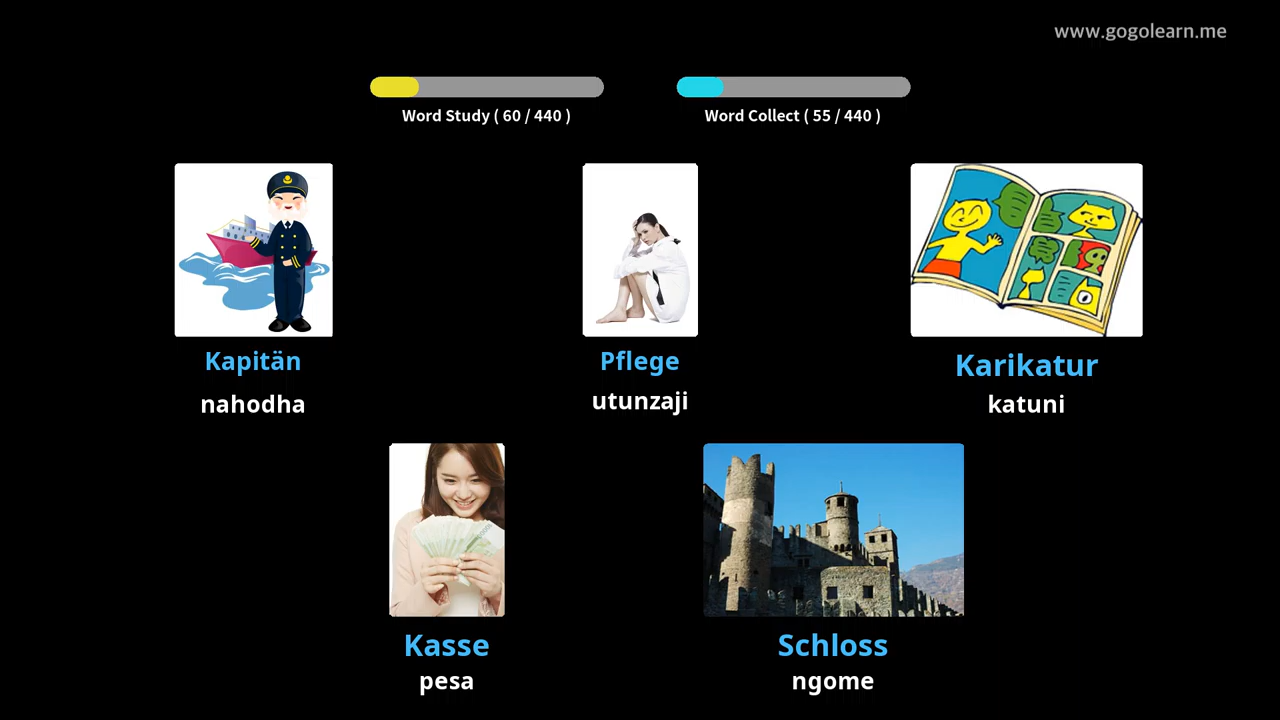 www.gogolearn.me
Word Study ( 60 / 440 )
Word Collect ( 55 / 440 )
Kapitän
nahodha
Pflege
utunzaji
Karikatur
katuni
Kasse
pesa
Schloss
ngome